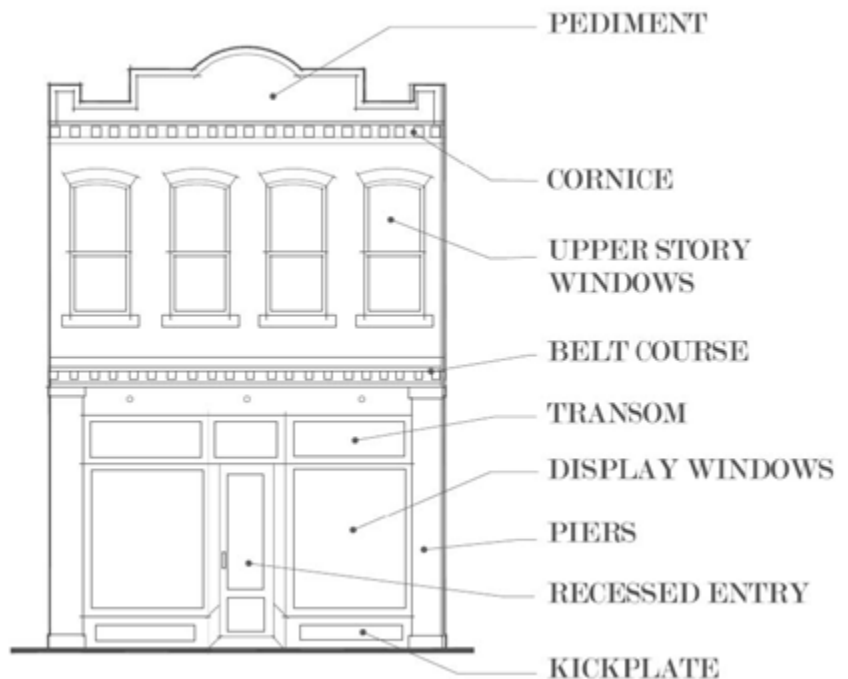 PEDIMENT
CORNICE
UPPER STORY
WINDOWS
BELT COURSE
TRANSOM
DISPLAY WINDOWS
PIERS
RECESSED ENTRY
KICKPLATE